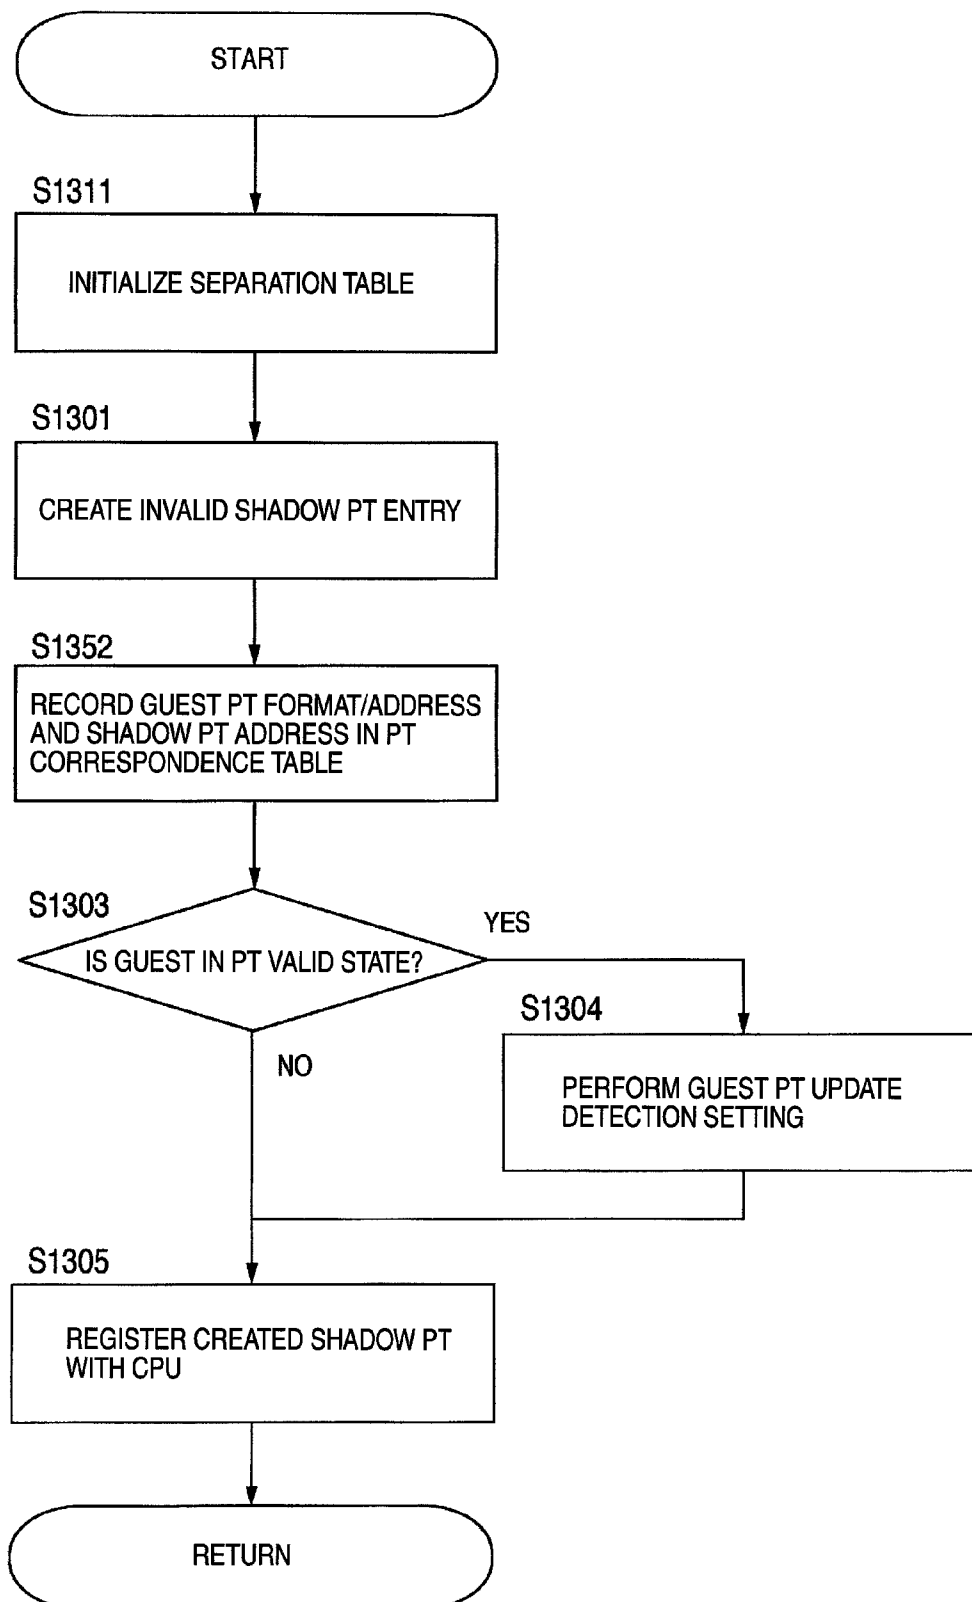 START
S1311
INITIALIZE SEPARATION TABLE
S1301
CREATE INVALID SHADOW PT ENTRY
S1352
RECORD GUEST PT FORMAT/ADDRESS
AND SHADOW PT ADDRESS IN PT
CORRESPONDENCE TABLE
S1303
YES
IS GUEST IN PT VALID STATE?
S1304
NO
PERFORM GUEST PT UPDATE
DETECTION SETTING
S1305
REGISTER CREATED SHADOW PT
WITH CPU
RETURN